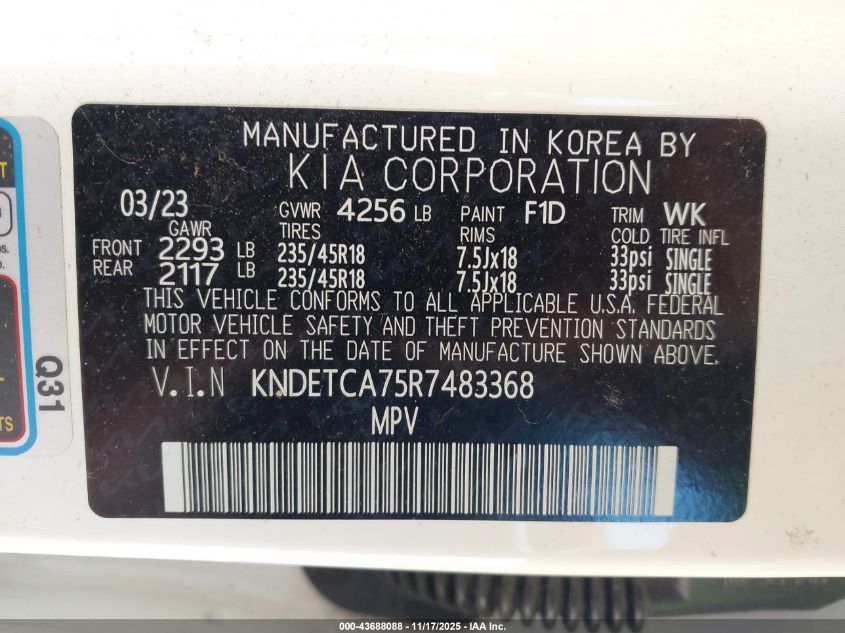 MANUFACTURED IN KOREA BY
KIA CORPORATION
03/23 GVWR 4256 LB PAINT F1D TRIM WK
GAWR TIRES RIMS COLD TIRE INFL
FRONT 2293 LB 235/45R18 7.5Jx18 33psi SINGLE
REAR 2117 LB 235/45R18 7.5Jx18 33psi SINGLE
THIS VEHICLE CONFORMS TO ALL APPLICABLE U.S.A. FEDERAL
MOTOR VEHICLE SAFETY AND THEFT PREVENTION STANDARDS
IN EFFECT ON THE DATE OF MANUFACTURE SHOWN ABOVE.
V.I.N KNDETCA75R7483368
MPV
Q31
000-43688088 - 11/17/2025 - IAA Inc.